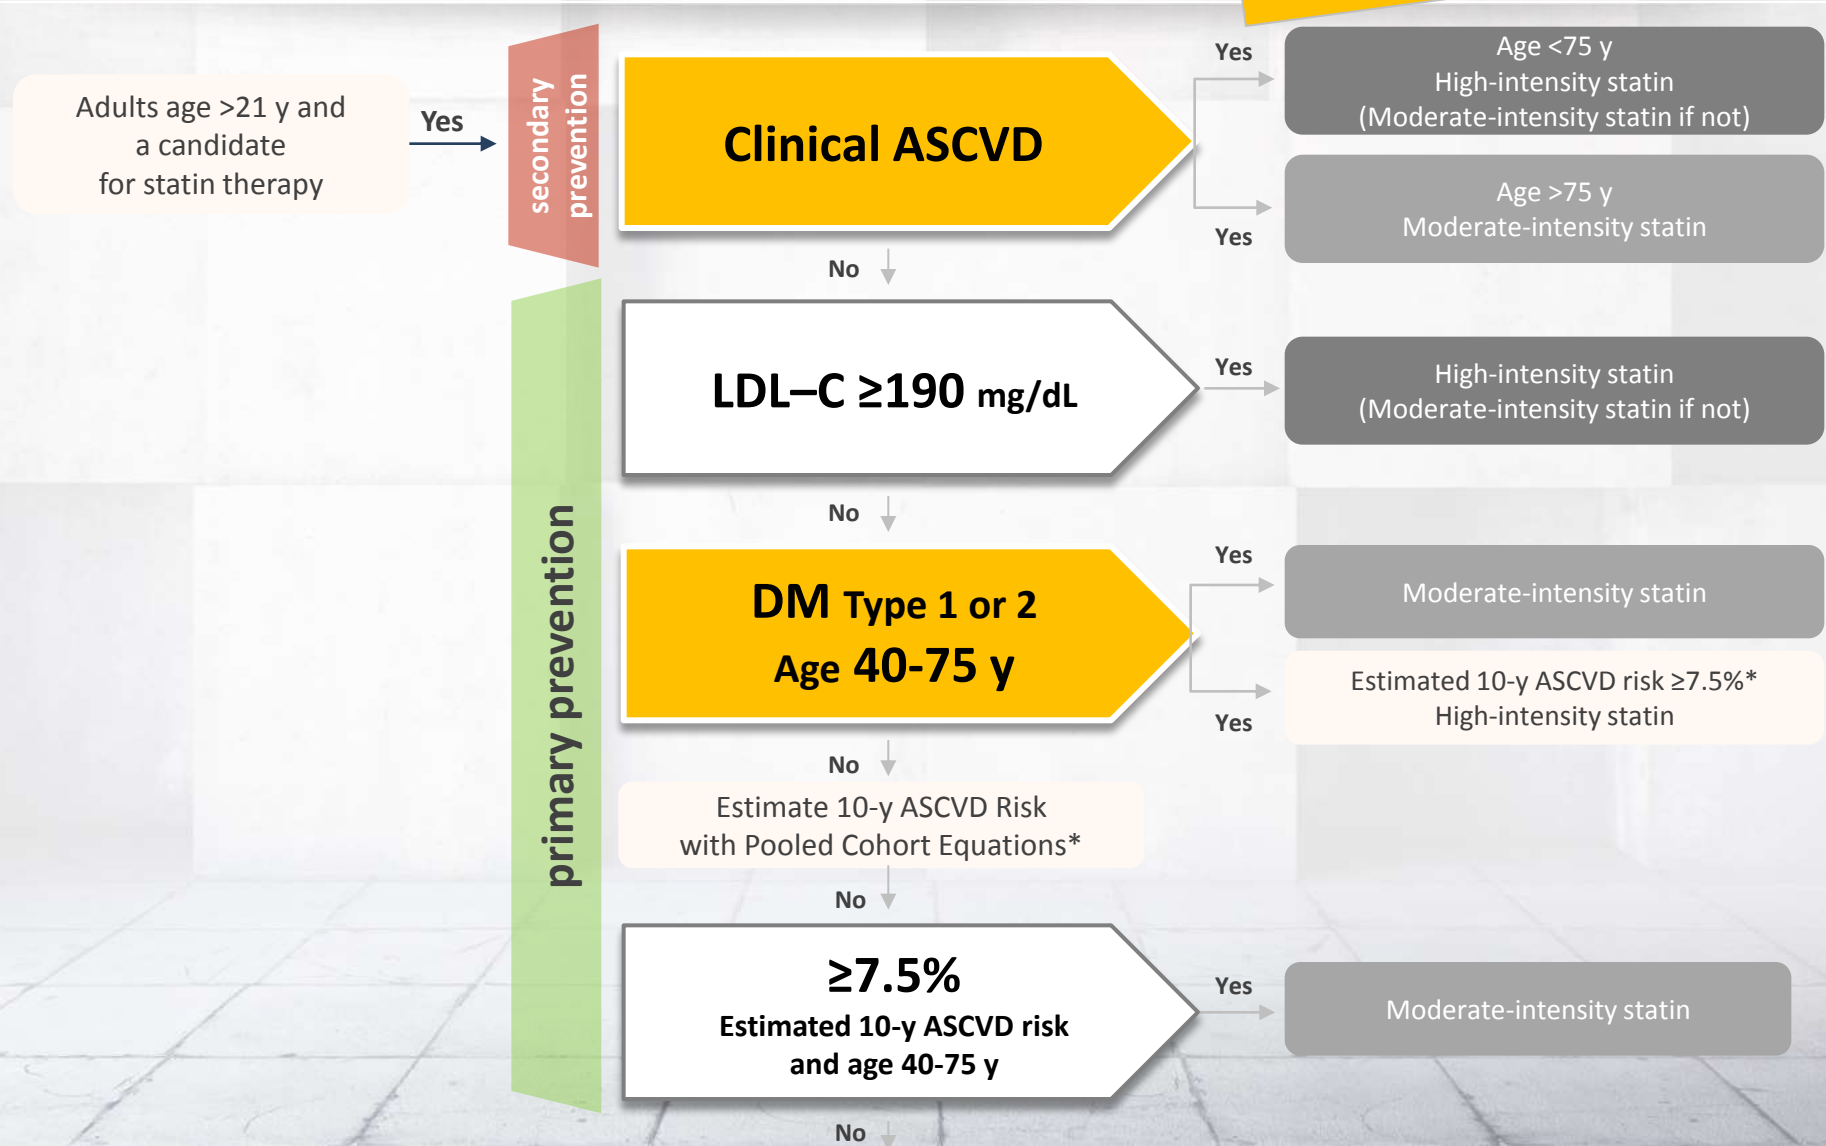 Adults age >21 y and
a candidate
for statin therapy
Yes
secondary
prevention
Clinical ASCVD
Yes
Age <75 y
High-intensity statin
(Moderate-intensity statin if not)
Yes
Age >75 y
Moderate-intensity statin
No
primary prevention
LDL–C ≥190 mg/dL
Yes
High-intensity statin
(Moderate-intensity statin if not)
No
DM Type 1 or 2
Age 40-75 y
Yes
Moderate-intensity statin
Yes
Estimated 10-y ASCVD risk ≥7.5%*
High-intensity statin
No
Estimate 10-y ASCVD Risk
with Pooled Cohort Equations*
No
≥7.5%
Estimated 10-y ASCVD risk
and age 40-75 y
Yes
Moderate-intensity statin
No